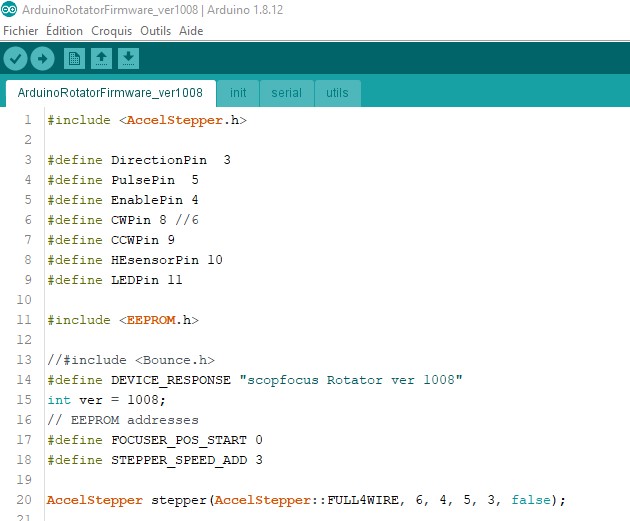 ArduinoRotatorFirmware_ver1008 | Arduino 1.8.12
Fichier Édition Croquis Outils Aide
ArduinoRotatorFirmware_ver1008 init serial utils
1 #include <AccelStepper.h>
2
3 #define DirectionPin  3
4 #define PulsePin  5
5 #define EnablePin 4
6 #define CWPin 8 //6
7 #define CCWPin 9
8 #define HEsensorPin 10
9 #define LEDPin 11
10
11 #include <EEPROM.h>
12
13 //#include <Bounce.h>
14 #define DEVICE_RESPONSE "scopfocus Rotator ver 1008"
15 int ver = 1008;
16 // EEPROM addresses
17 #define FOCUSER_POS_START 0
18 #define STEPPER_SPEED_ADD 3
19
20 AccelStepper stepper(AccelStepper::FULL4WIRE, 6, 4, 5, 3, false);
21